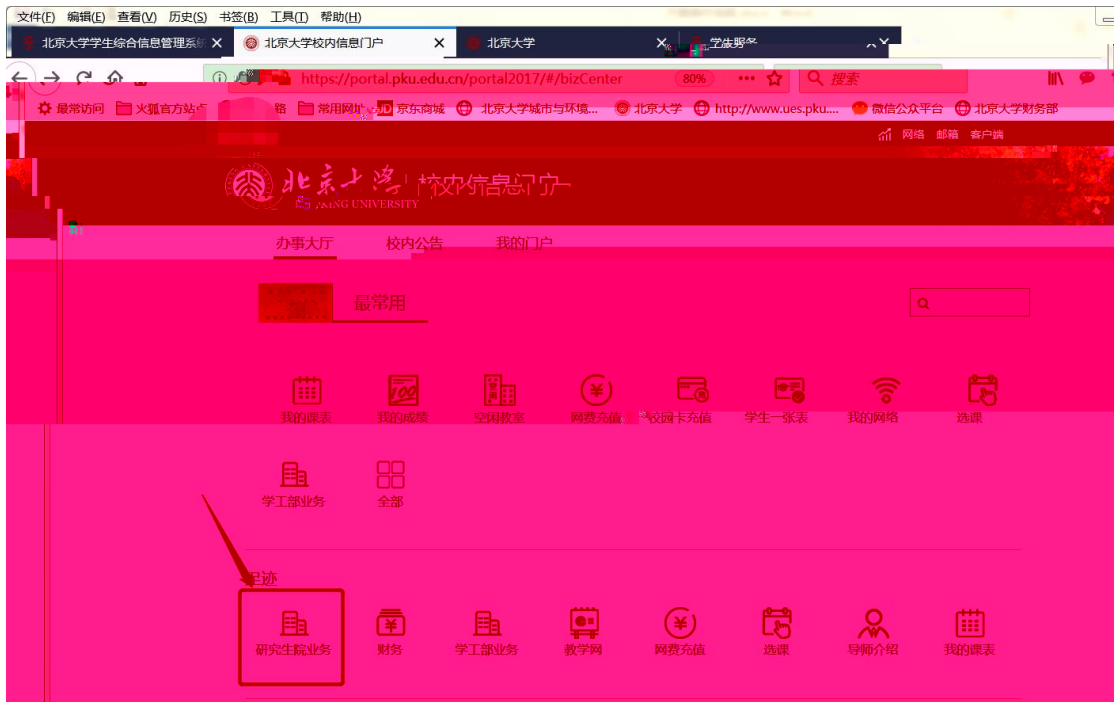 文件(F) 编辑(E) 查看(V) 历史(S) 书签(B) 工具(T) 帮助(H)
北京大学学生综合信息管理系统 北京大学校内信息门户 北京大学
https://portal.pku.edu.cn/portal2017/#/bizCenter 80% 搜索
最常访问 火狐官方站点 常用网址 JD 京东商城 北京大学城市与环境... 北京大学 http://www.ues.pku.... 微信公众平台 北京大学财务部
网络 邮箱 客户端
北京大学 校内信息门户
UNIVERSITY
办事大厅 校内公告 我的门户
最常用
我的课表 我的成绩 空闲教室 网费充值 校园卡充值 学生一张表 我的网络 选课
学工部业务 全部
足迹
研究生院业务 财务 学工部业务 教学网 网费充值 选课 导师介绍 我的课表